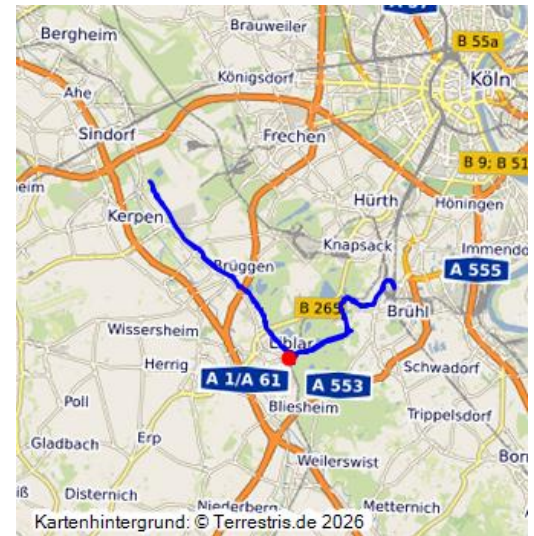 Bergheim
Brauweiler
B 55a
Königsdorf
Köln
Ahe
Sindorf
Frechen
B 9; B 51
heim
Hürth
Höningen
Kerpen
Knapsack
Immendo
Brüggen
A 555
B 265
Brühl
Wissersheim
Liblar
Herrig
Schwadorf
A 1/A 61
A 553
Poll
Bliesheim
Trippelsdorf
Gladbach
Erp
Weilerswist
Bon
Disternich
Niederberg
Metternich
Kartenhintergrund: © Terrestris.de 2026